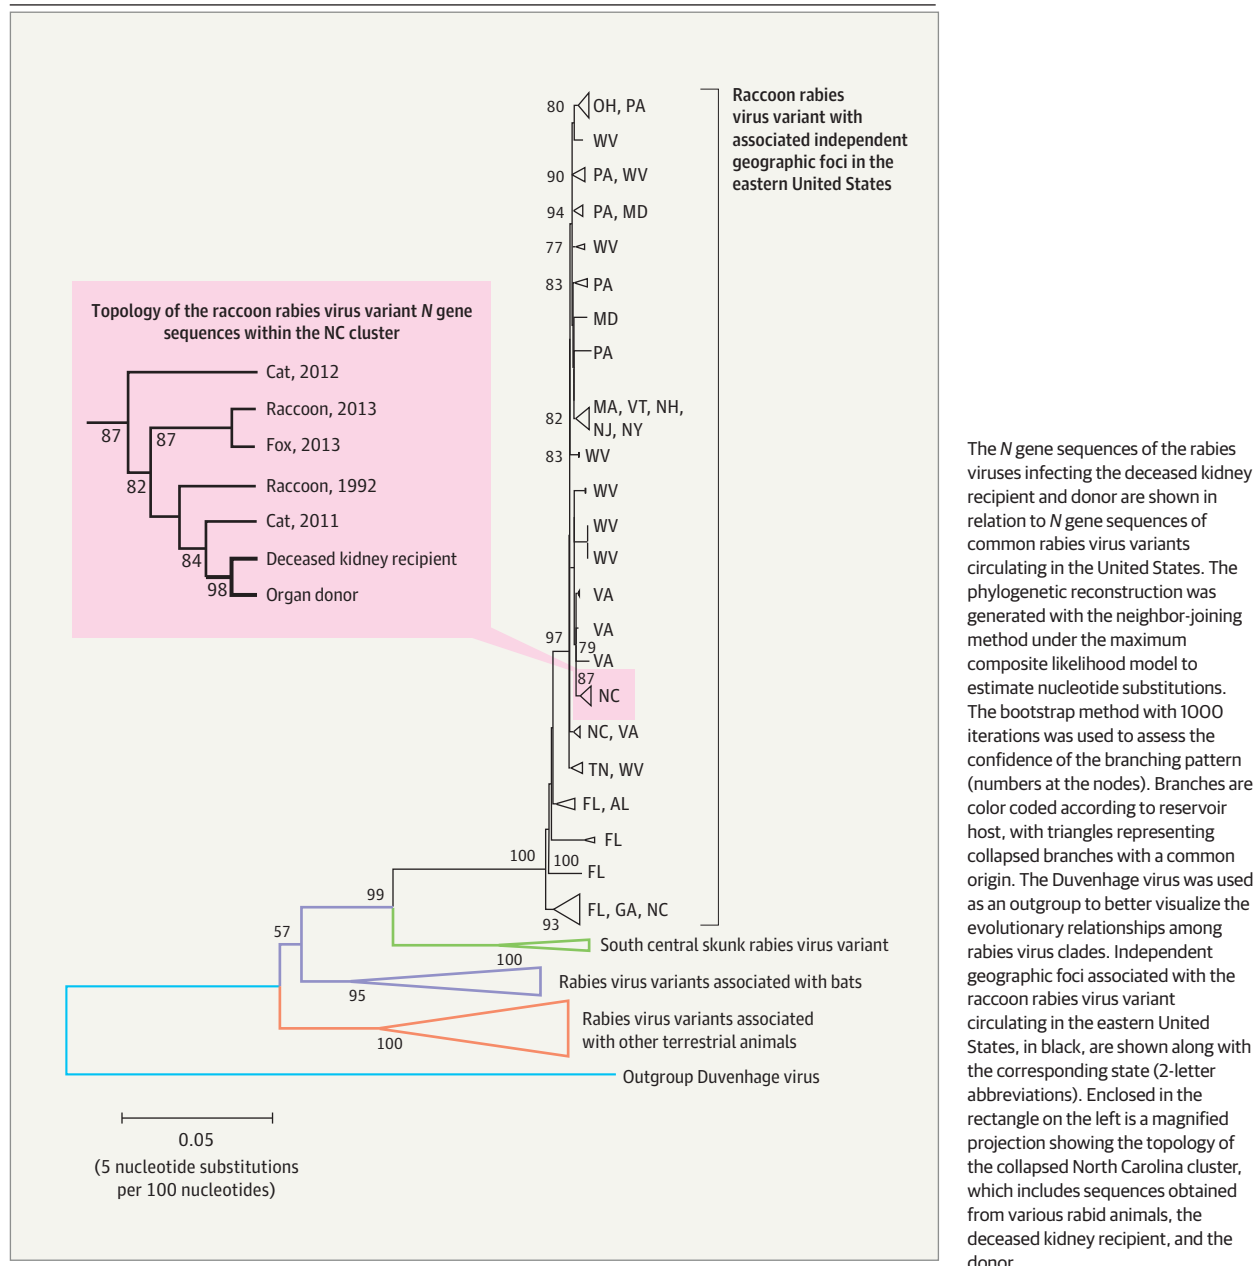 80
OH, PA
WV
90
PA, WV
94
PA, MD
77
WV
83
PA
MD
PA
82
MA, VT, NH,
NJ, NY
83
WV
WV
WV
WV
VA
97
VA
79
VA
87
NC
NC, VA
TN, WV
FL, AL
FL
100
100
FL
93
FL, GA, NC
Raccoon rabies
virus variant with
associated independent
geographic foci in the
eastern United States
Topology of the raccoon rabies virus variant N gene
sequences within the NC cluster
Cat, 2012
Raccoon, 2013
87
87
Fox, 2013
82
Raccoon, 1992
Cat, 2011
84
Deceased kidney recipient
98
Organ donor
99
57
South central skunk rabies virus variant
100
Rabies virus variants associated with bats
95
Rabies virus variants associated
with other terrestrial animals
100
Outgroup Duvenhage virus
0.05
(5 nucleotide substitutions
per 100 nucleotides)
The N gene sequences of the rabies
viruses infecting the deceased kidney
recipient and donor are shown in
relation to N gene sequences of
common rabies virus variants
circulating in the United States. The
phylogenetic reconstruction was
generated with the neighbor-joining
method under the maximum
composite likelihood model to
estimate nucleotide substitutions.
The bootstrap method with 1000
iterations was used to assess the
confidence of the branching pattern
(numbers at the nodes). Branches are
color coded according to reservoir
host, with triangles representing
collapsed branches with a common
origin. The Duvenhage virus was used
as an outgroup to better visualize the
evolutionary relationships among
rabies virus clades. Independent
geographic foci associated with the
raccoon rabies virus variant
circulating in the eastern United
States, in black, are shown along with
the corresponding state (2-letter
abbreviations). Enclosed in the
rectangle on the left is a magnified
projection showing the topology of
the collapsed North Carolina cluster,
which includes sequences obtained
from various rabid animals, the
deceased kidney recipient, and the
donor